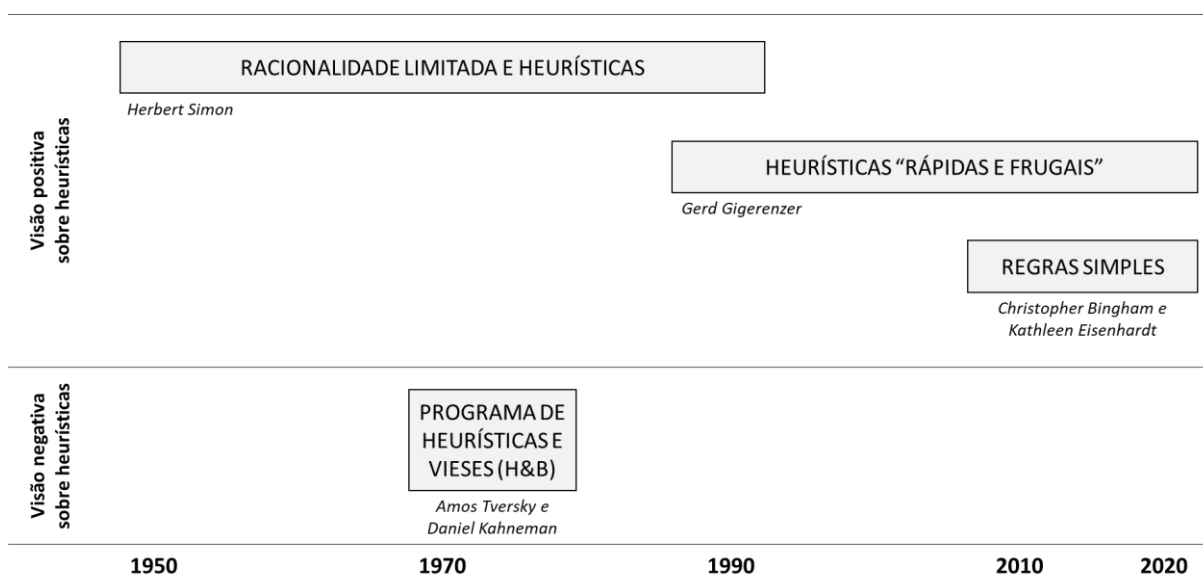 Visão positiva
sobre heurísticas
RACIONALIDADE LIMITADA E HEURÍSTICAS
Herbert Simon
HEURÍSTICAS “RÁPIDAS E FRUGAIS”
Gerd Gigerenzer
REGRAS SIMPLES
Christopher Bingham e
Kathleen Eisenhardt
Visão negativa
sobre heurísticas
PROGRAMA DE
HEURÍSTICAS E
VIESES (H&B)
Amos Tversky e
Daniel Kahneman
1950 1970 1990 2010 2020